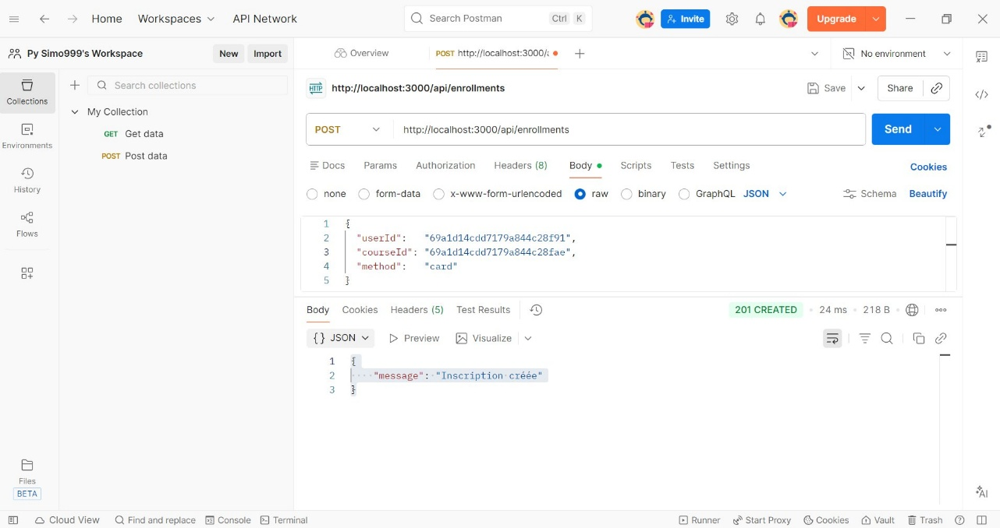 Home Workspaces API Network Search Postman Ctrl K Invite Upgrade
Py Simo999's Workspace New Import Overview POST http://localhost:3000/a No environment
Collections
Search collections
HTTP http://localhost:3000/api/enrollments Save Share
My Collection
GET Get data
POST Post data
Environments
History
Flows
POST http://localhost:3000/api/enrollments Send
Docs Params Authorization Headers (8) Body Scripts Tests Settings Cookies
none form-data x-www-form-urlencoded raw binary GraphQL JSON Schema Beautify
1 {
2 "userId": "69a1d14cdd7179a844c28f91",
3 "courseId": "69a1d14cdd7179a844c28fae",
4 "method": "card"
5 }
Body Cookies Headers (5) Test Results 201 CREATED 24 ms 218 B
{} JSON Preview Visualize
1 {
2 "message": "Inscription créée"
3 }
Files
BETA
AI
Cloud View Find and replace Console Terminal Runner Start Proxy Cookies Vault Trash